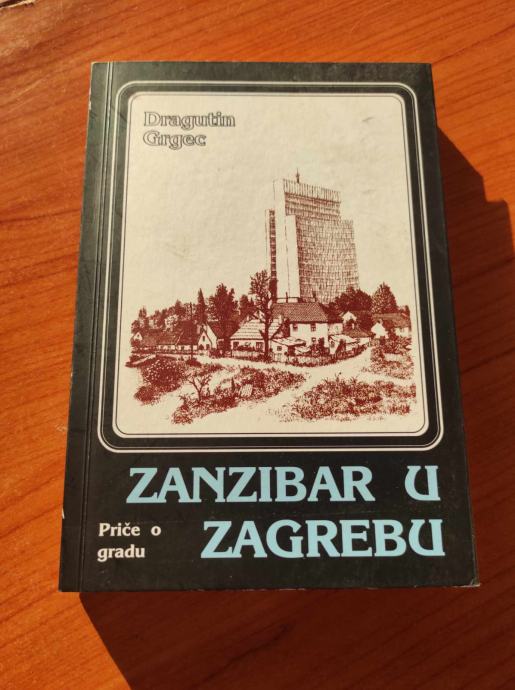 Dragutin
Grgec
ZANZIBAR U
ZAGREBU
Priče o
gradu